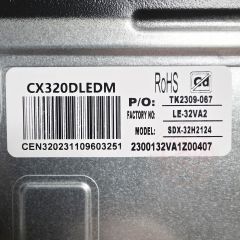 CX320DLEDM
RoHS
P/O: TK2309-067
FACTORY NO: LE-32VA2
MODEL: SDX-32H2124
CEN320231109603251
2300132VA1Z00407